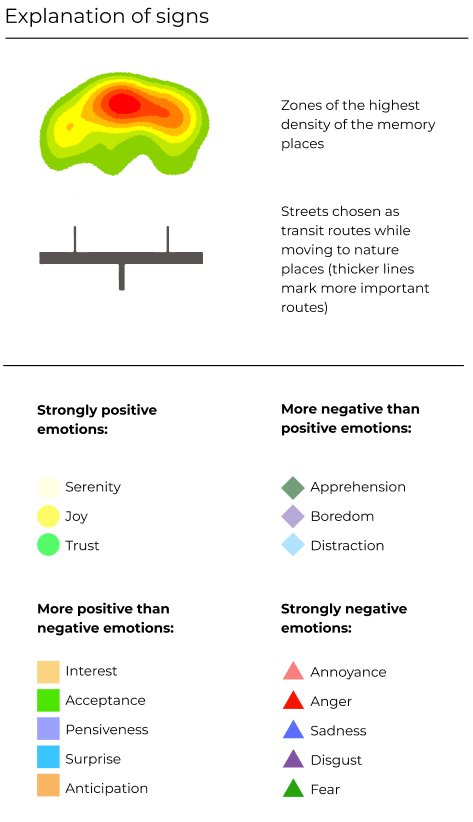 Explanation of signs
Zones of the highest
density of the memory
places
Streets chosen as
transit routes while
moving to nature
places (thicker lines
mark more important
routes)
Strongly positive
emotions:
Serenity
Joy
Trust
More negative than
positive emotions:
Apprehension
Boredom
Distraction
More positive than
negative emotions:
Interest
Acceptance
Pensiveness
Surprise
Anticipation
Strongly negative
emotions:
Annoyance
Anger
Sadness
Disgust
Fear